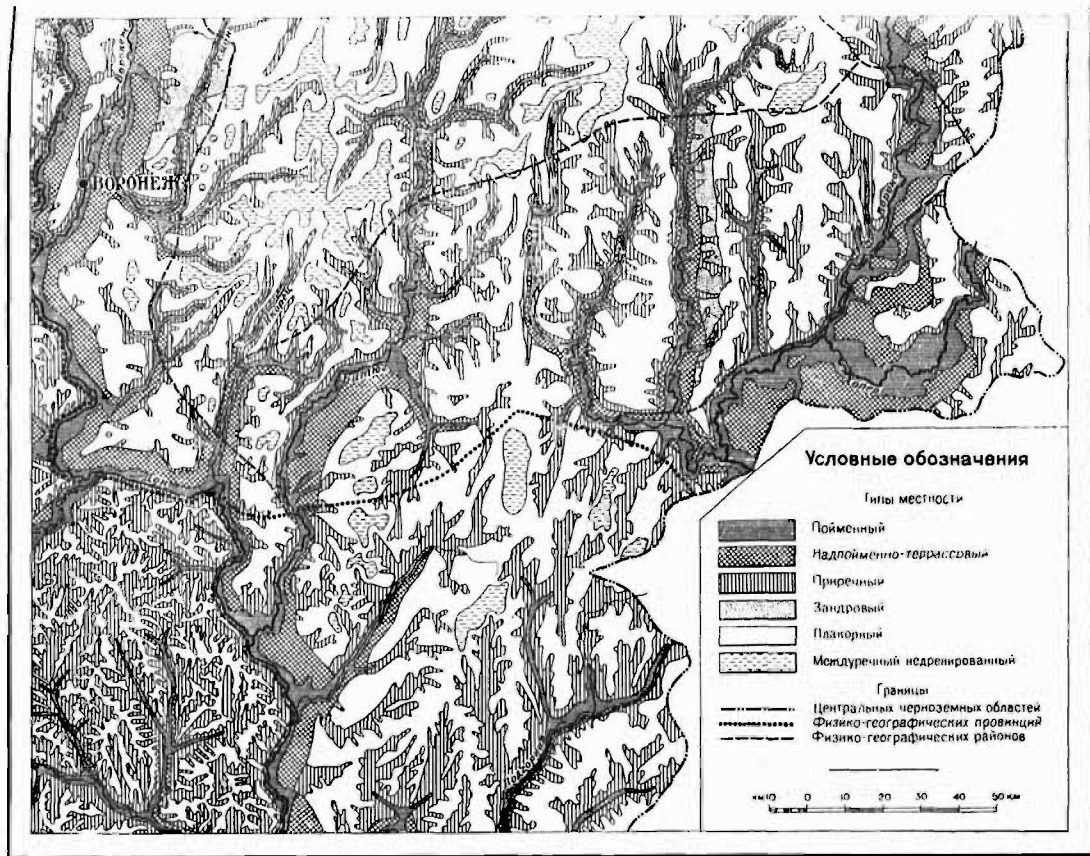 ВОРОНЕЖ
Условные обозначения
Типы местности
Пойменный
Надпойменно-террасовый
Приречный
Зандровый
Плакорный
Междуречный недренированный
Границы
Центральных черноземных областей
Физико-географических провинций
Физико-географических районов
км10 0 10 20 30 40 50 км